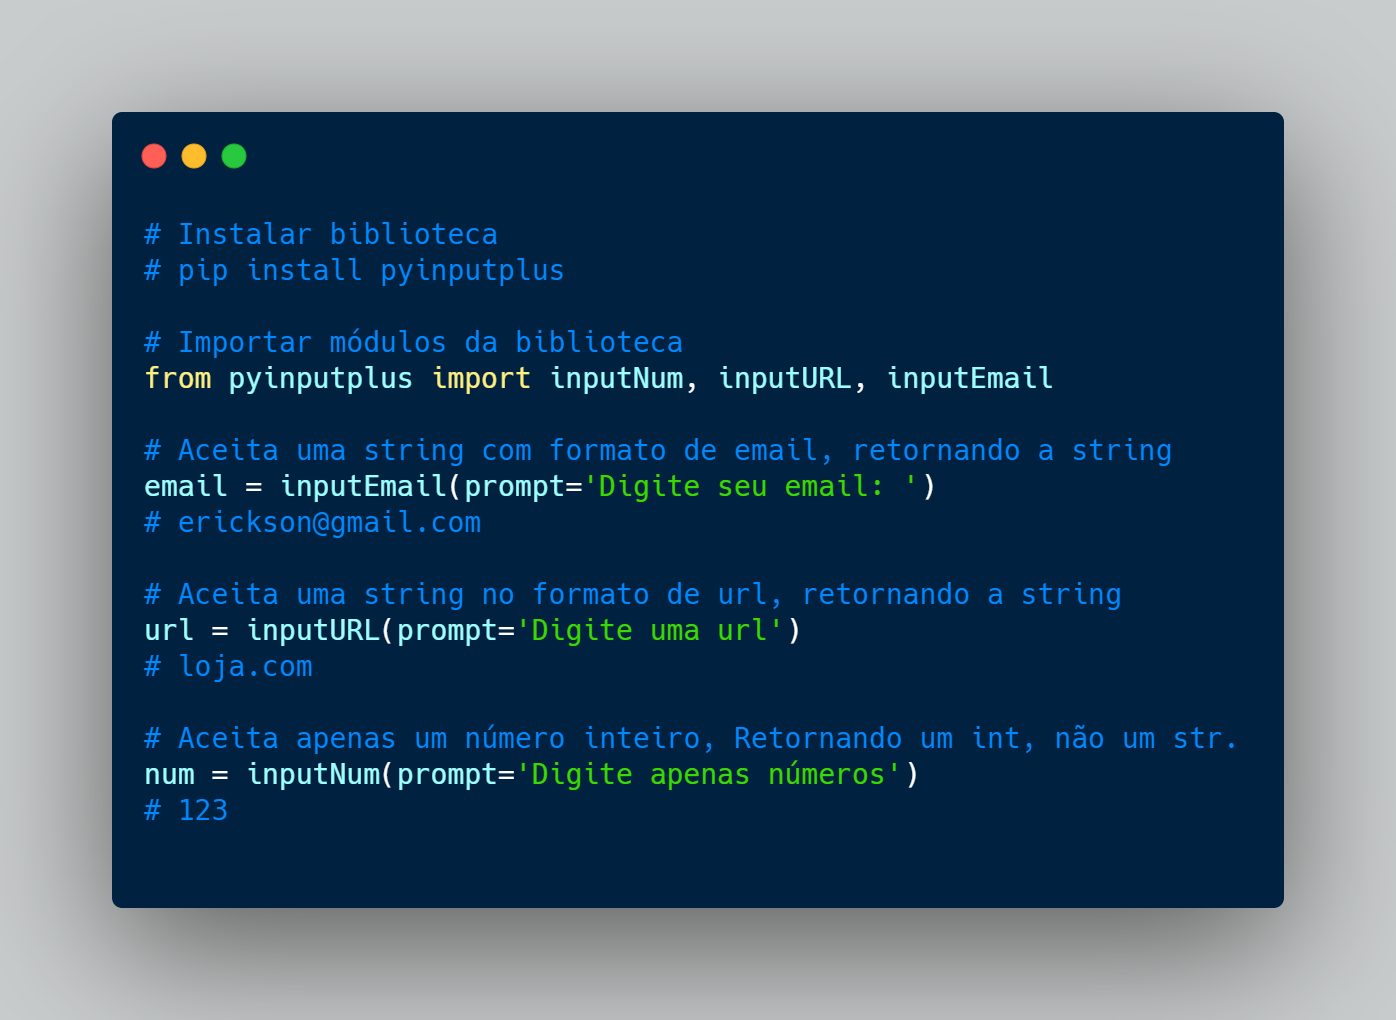 # Instalar biblioteca
# pip install pyinputplus
# Importar módulos da biblioteca
from pyinputplus import inputNum, inputURL, inputEmail
# Aceita uma string com formato de email, retornando a string
email = inputEmail(prompt='Digite seu email: ')
# erickson@gmail.com
# Aceita uma string no formato de url, retornando a string
url = inputURL(prompt='Digite uma url')
# loja.com
# Aceita apenas um número inteiro, Retornando um int, não um str.
num = inputNum(prompt='Digite apenas números')
# 123